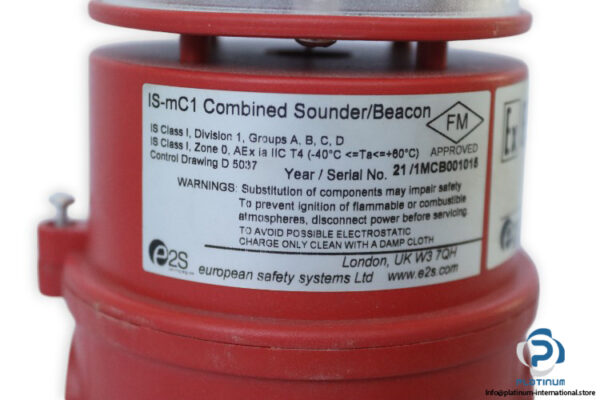 IS-mC1 Combined Sounder/Beacon
FM
APPROVED
IS Class I, Division 1, Groups A, B, C, D
IS Class I, Zone 0, AEx ia IIC T4 (-40°C <=Ta<=+60°C)
Control Drawing D 5037
Year / Serial No. 21 /1MCB001016
WARNINGS: Substitution of components may impair safety
To prevent ignition of flammable or combustible
atmospheres, disconnect power before servicing.
TO AVOID POSSIBLE ELECTROSTATIC
CHARGE ONLY CLEAN WITH A DAMP CLOTH
e2S
London, UK W3 7QH
european safety systems Ltd www.e2s.com
Ex
PLATINUM
info@platinum-international.store